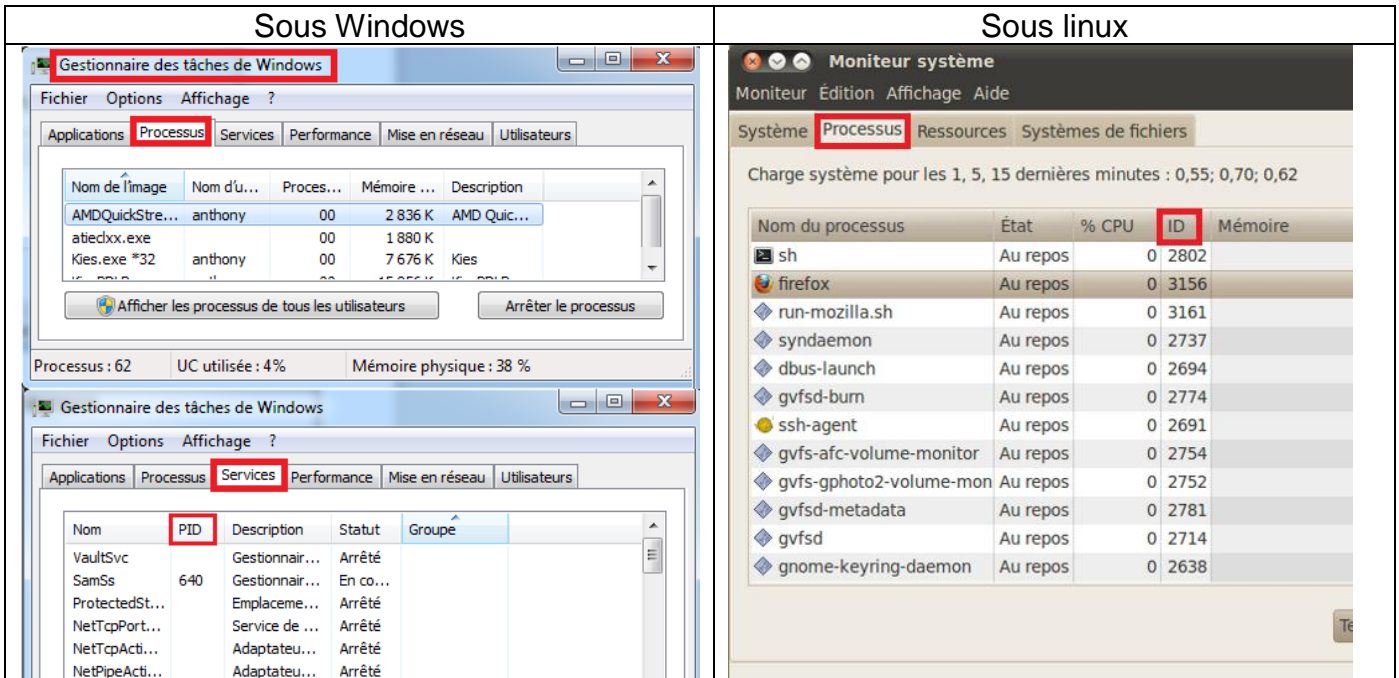 Sous Windows
Sous linux
Gestionnaire des tâches de Windows
Fichier Options Affichage ?
Applications Processus Services Performance Mise en réseau Utilisateurs
Nom de l'image Nom d'u... Proces... Mémoire ... Description
AMDQuickStre... anthony 00 2 836 K AMD Quic...
atiedxx.exe 00 1 880 K
Kies.exe *32 anthony 00 7 676 K Kies
Afficher les processus de tous les utilisateurs Arrêter le processus
Processus : 62 UC utilisée : 4% Mémoire physique : 38 %
Gestionnaire des tâches de Windows
Fichier Options Affichage ?
Applications Processus Services Performance Mise en réseau Utilisateurs
Nom PID Description Statut Groupe
VaultSvc Gestionnair... Arrêté
SamSs 640 Gestionnair... En co...
ProtectedSt... Emplaceme... Arrêté
NetTcpPort... Service de ... Arrêté
NetTcpActi... Adaptateu... Arrêté
NetPipeActi... Adaptateu... Arrêté
Moniteur système
Moniteur Édition Affichage Aide
Système Processus Ressources Systèmes de fichiers
Charge système pour les 1, 5, 15 dernières minutes : 0,55; 0,70; 0,62
Nom du processus État % CPU ID Mémoire
sh Au repos 0 2802
firefox Au repos 0 3156
run-mozilla.sh Au repos 0 3161
syndaemon Au repos 0 2737
dbus-launch Au repos 0 2694
gvfsd-burn Au repos 0 2774
ssh-agent Au repos 0 2691
gvfs-afc-volume-monitor Au repos 0 2754
gvfs-gphoto2-volume-mon Au repos 0 2752
gvfsd-metadata Au repos 0 2781
gvfsd Au repos 0 2714
gnome-keyring-daemon Au repos 0 2638